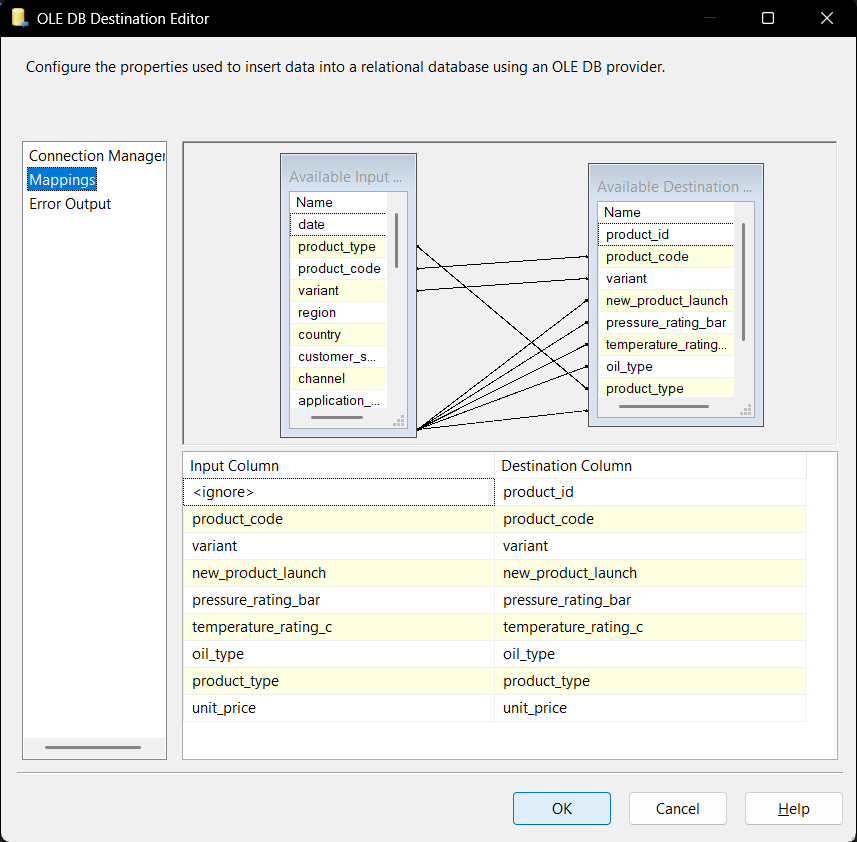 OLE DB Destination Editor
Configure the properties used to insert data into a relational database using an OLE DB provider.
Connection Manager
Mappings
Error Output
Available Input ...
Name
date
product_type
product_code
variant
region
country
customer_s...
channel
application_...
Available Destination ...
Name
product_id
product_code
variant
new_product_launch
pressure_rating_bar
temperature_rating...
oil_type
product_type
Input Column Destination Column
<ignore> product_id
product_code product_code
variant variant
new_product_launch new_product_launch
pressure_rating_bar pressure_rating_bar
temperature_rating_c temperature_rating_c
oil_type oil_type
product_type product_type
unit_price unit_price
OK Cancel Help